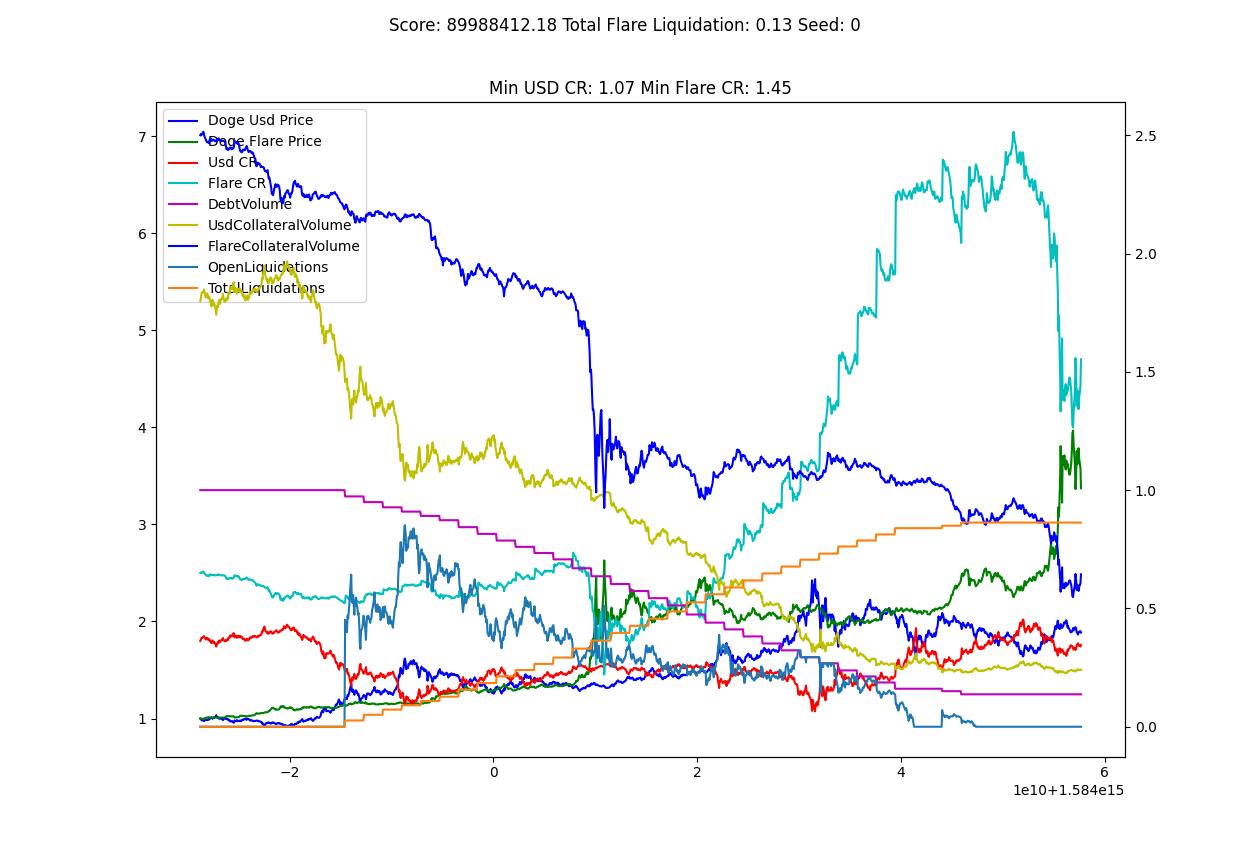 Score: 89988412.18 Total Flare Liquidation: 0.13 Seed: 0
Min USD CR: 1.07 Min Flare CR: 1.45
Doge Usd Price
Doge Flare Price
Usd CR
Flare CR
DebtVolume
UsdCollateralVolume
FlareCollateralVolume
OpenLiquidations
TotalLiquidations
7
6
5
4
3
2
1
2.5
2.0
1.5
1.0
0.5
0.0
−2
0
2
4
6
1e10+1.584e15